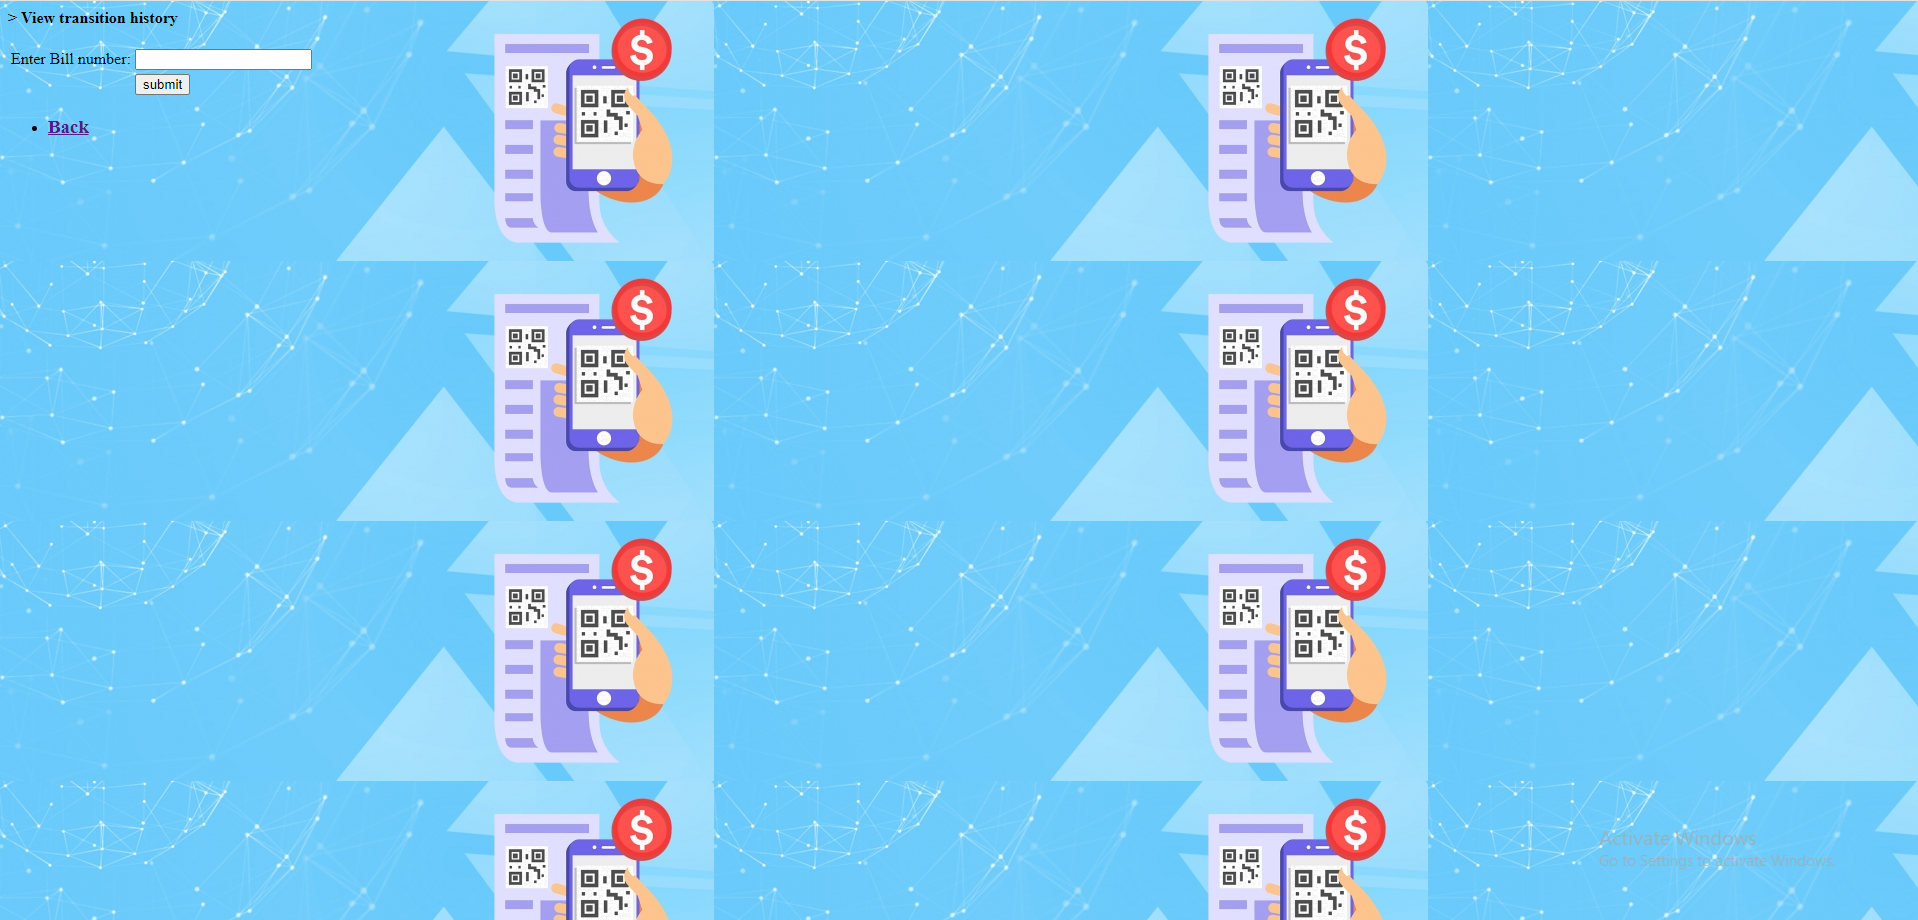 > View transition history
Enter Bill number:
submit
Back
$
$
$
$
$
$
$
$
Activate Windows
Go to Settings to activate Windows.